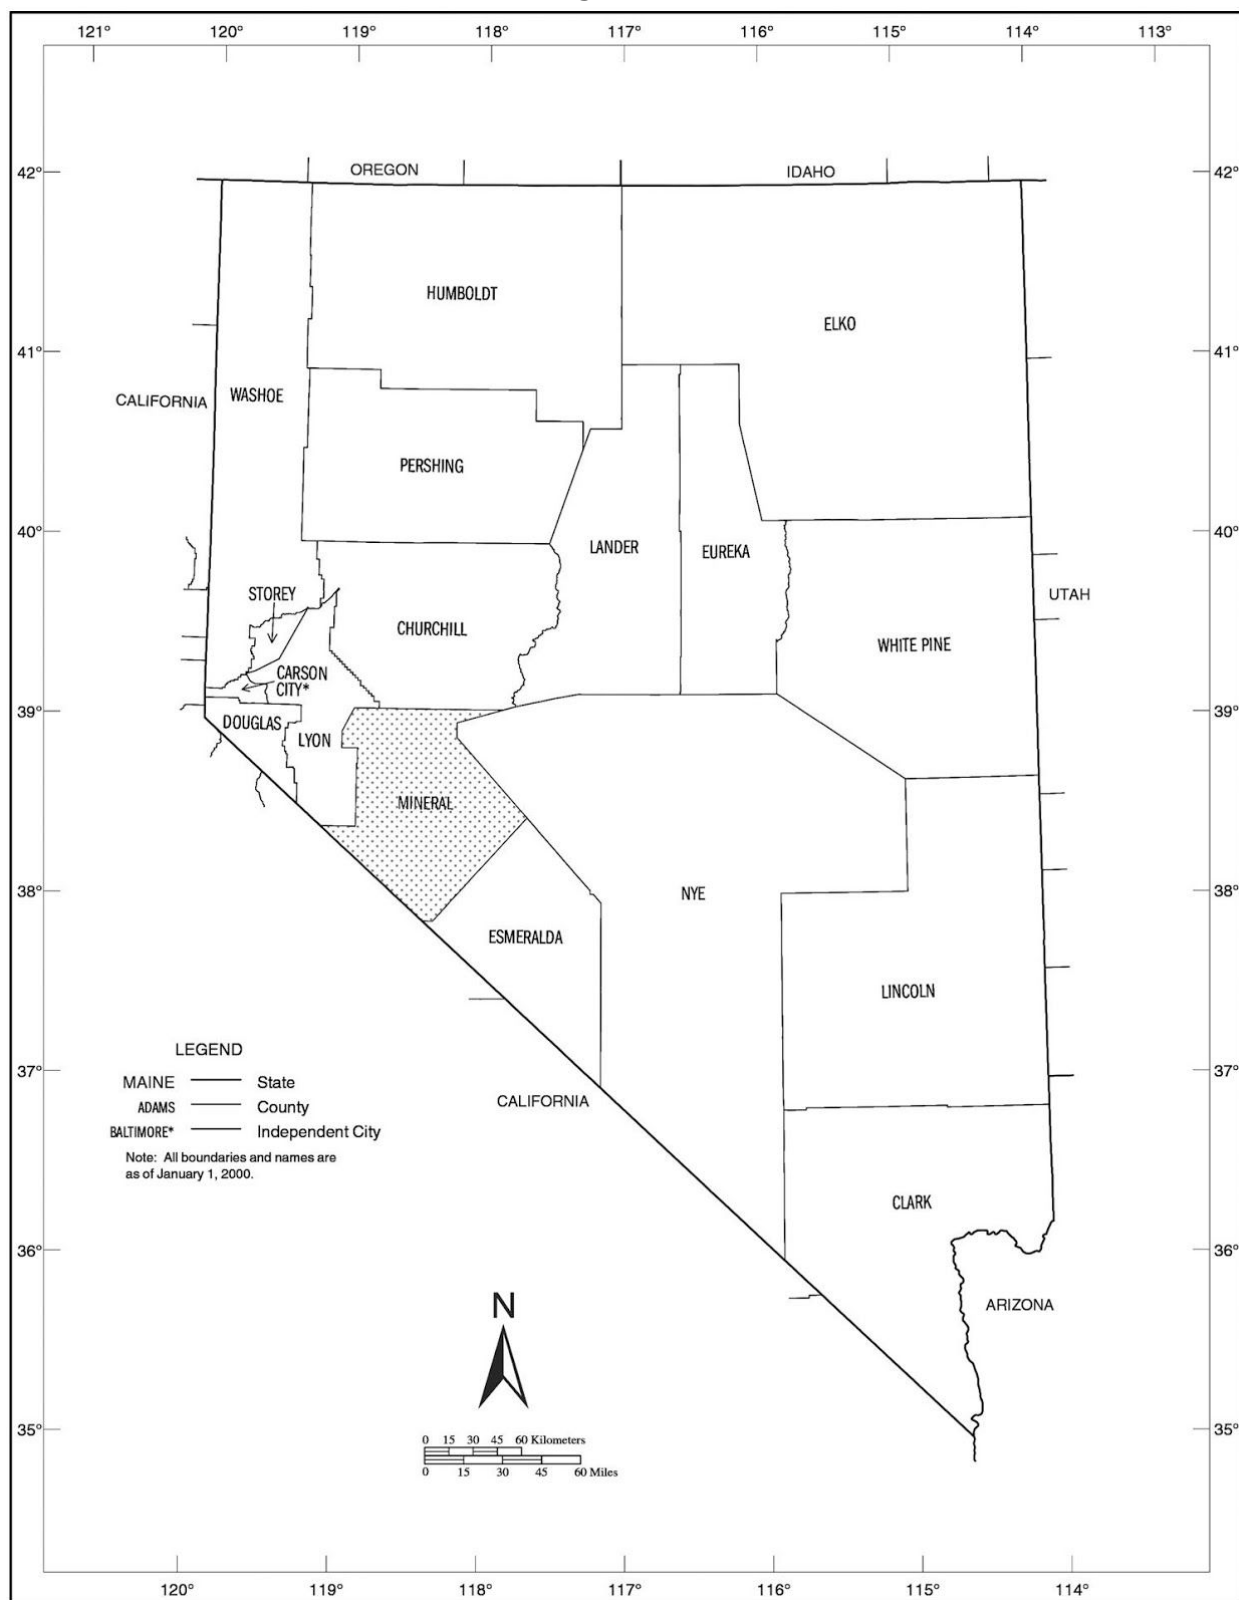 121° 120° 119° 118° 117° 116° 115° 114° 113°
42° OREGON IDAHO 42°
HUMBOLDT
ELKO
41° 41°
WASHOE
CALIFORNIA
PERSHING
40° 40°
LANDER
EUREKA
STOREY
UTAH
CHURCHILL
WHITE PINE
CARSON
CITY*
39° 39°
DOUGLAS
LYON
MINERAL
38° 38°
NYE
ESMERALDA
LINCOLN
LEGEND
37° 37°
MAINE State
CALIFORNIA
ADAMS County
BALTIMORE* Independent City
Note: All boundaries and names are
as of January 1, 2000.
CLARK
36° 36°
N
ARIZONA
35° 35°
0 15 30 45 60 Kilometers
0 15 30 45 60 Miles
120° 119° 118° 117° 116° 115° 114°